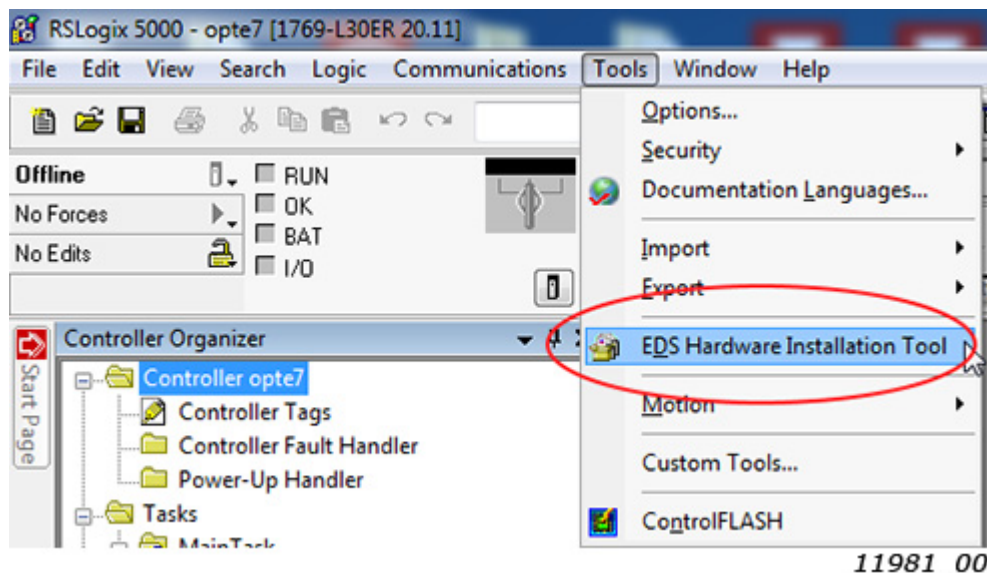 RSLogix 5000 - opte7 [1769-L30ER 20.11]
File Edit View Search Logic Communications Tools Window Help
Options...
Security
Documentation Languages...
Import
Export
EDS Hardware Installation Tool
Motion
Custom Tools...
ControlFLASH
Offline
RUN
No Forces
OK
No Edits
BAT
I/O
Controller Organizer
Start Page
Controller opte7
Controller Tags
Controller Fault Handler
Power-Up Handler
Tasks
MainTask
11981_00